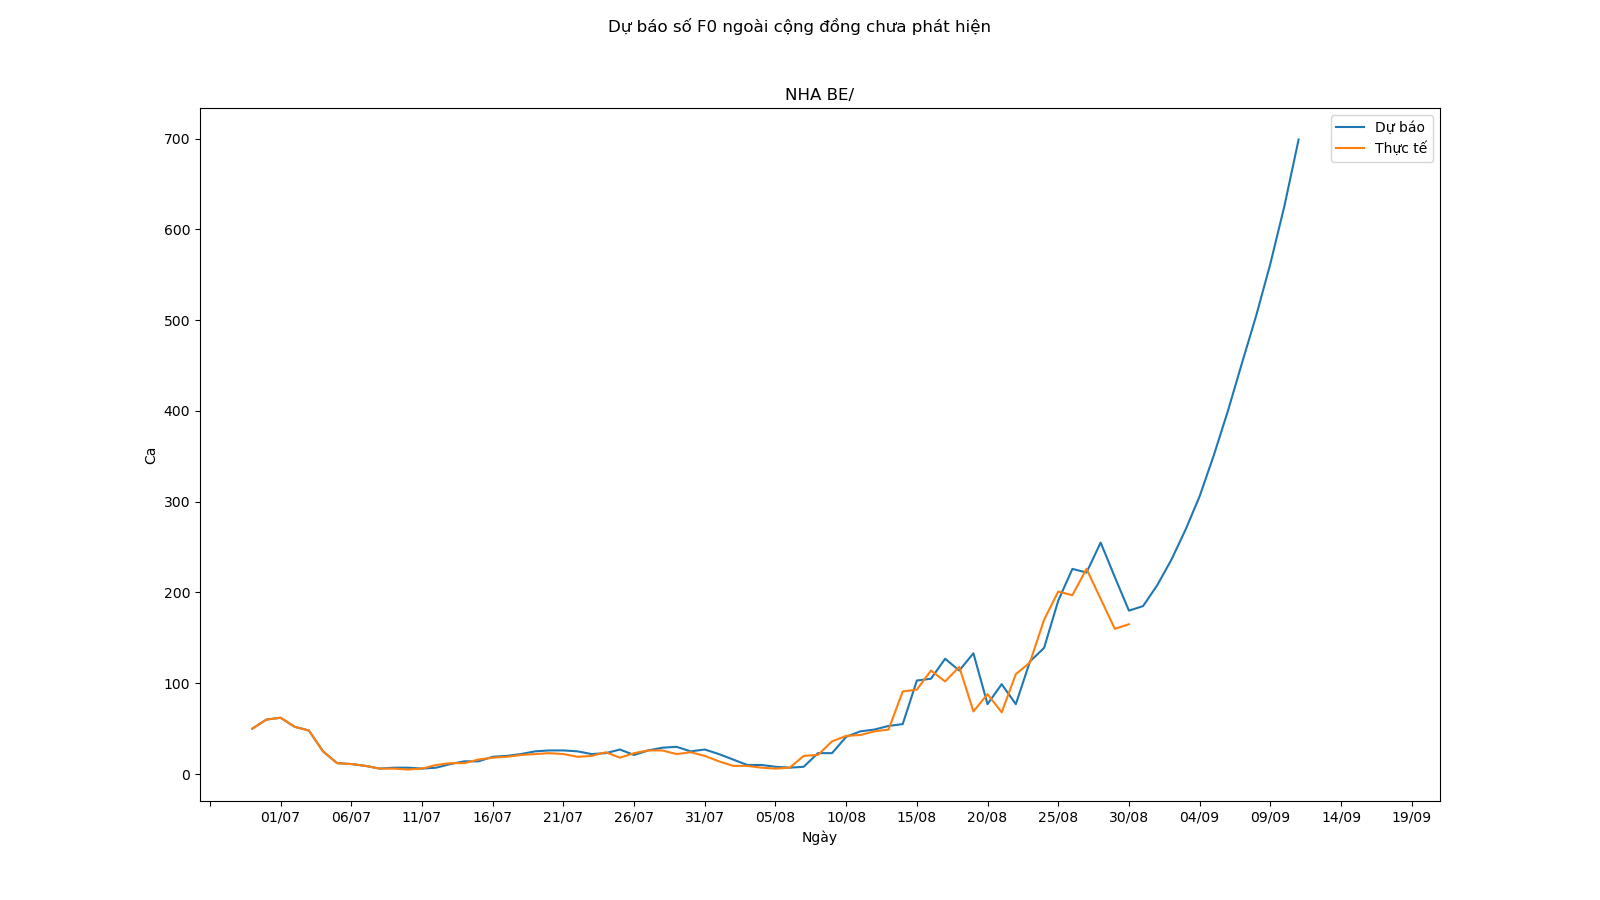 Dự báo số F0 ngoài cộng đồng chưa phát hiện
NHA BE/
Dự báo
Thực tế
700
600
500
400
300
200
100
0
Ca
01/07 06/07 11/07 16/07 21/07 26/07 31/07 05/08 10/08 15/08 20/08 25/08 30/08 04/09 09/09 14/09 19/09
Ngày